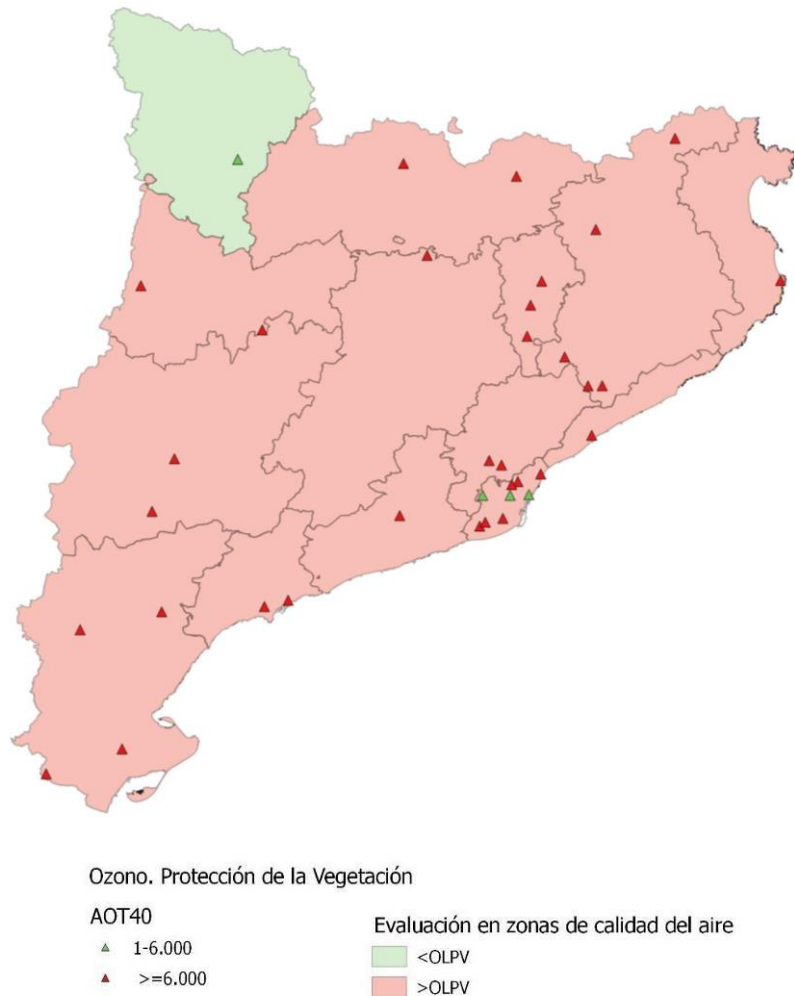 Ozono. Protección de la Vegetación
AOT40
1-6.000
>=6.000
Evaluación en zonas de calidad del aire
<OLPV
>OLPV